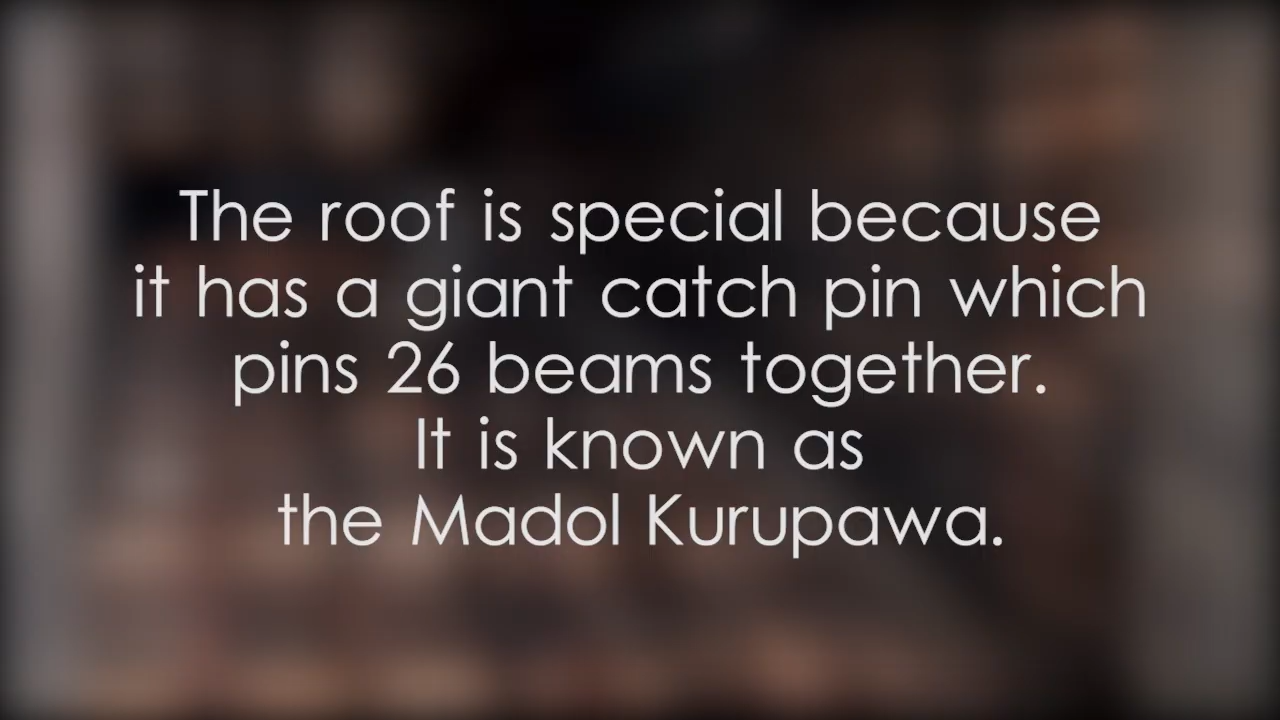 The roof is special because
it has a giant catch pin which
pins 26 beams together.
It is known as
the Madol Kurupawa.